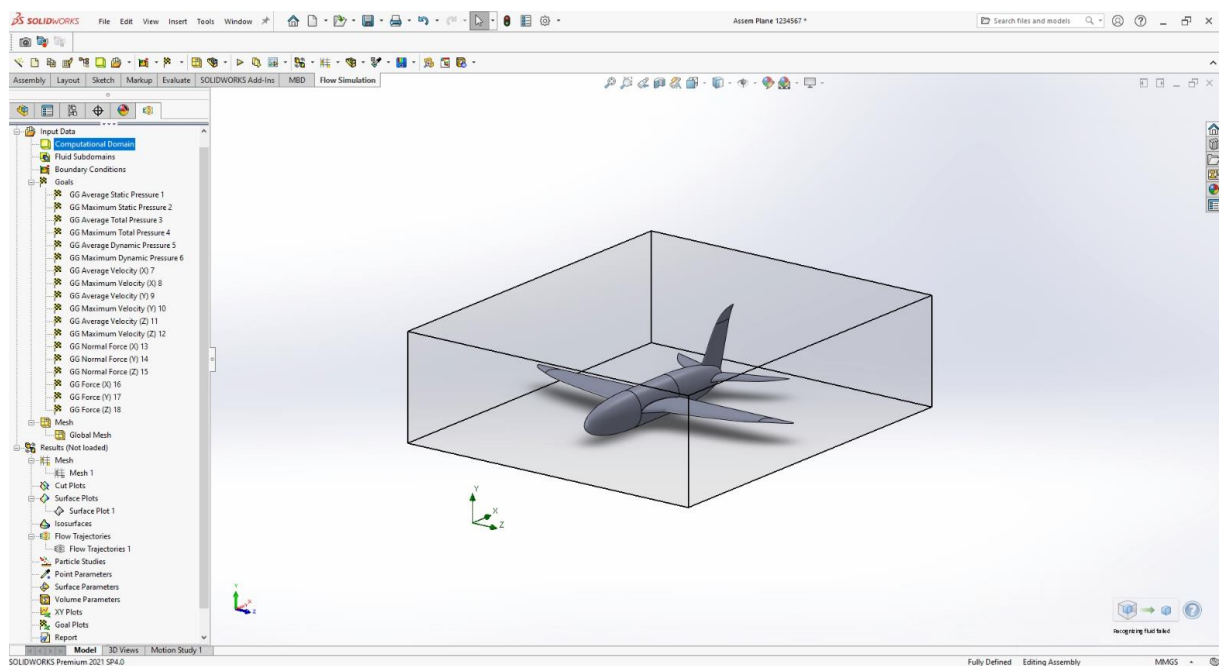 SOLIDWORKS File Edit View Insert Tools Window Assem Plane 1234567 * Search files and models
Assembly Layout Sketch Markup Evaluate SOLIDWORKS Add-Ins MBD Flow Simulation
Input Data
Computational Domain
Fluid Subdomains
Boundary Conditions
Goals
GG Average Static Pressure 1
GG Maximum Static Pressure 2
GG Average Total Pressure 3
GG Maximum Total Pressure 4
GG Average Dynamic Pressure 5
GG Maximum Dynamic Pressure 6
GG Average Velocity (X) 7
GG Maximum Velocity (X) 8
GG Average Velocity (Y) 9
GG Maximum Velocity (Y) 10
GG Average Velocity (Z) 11
GG Maximum Velocity (Z) 12
GG Normal Force (X) 13
GG Normal Force (Y) 14
GG Normal Force (Z) 15
GG Force (X) 16
GG Force (Y) 17
GG Force (Z) 18
Mesh
Global Mesh
Results (Not loaded)
Mesh
Mesh 1
Cut Plots
Surface Plots
Surface Plot 1
Isosurfaces
Flow Trajectories
Flow Trajectories 1
Particle Studies
Point Parameters
Surface Parameters
Volume Parameters
XY Plots
Goal Plots
Report
Y
X
Z
Y
X
Z
Recognizing fluid failed
Model 3D Views Motion Study 1
SOLIDWORKS Premium 2021 SP4.0 Fully Defined Editing Assembly MMGS